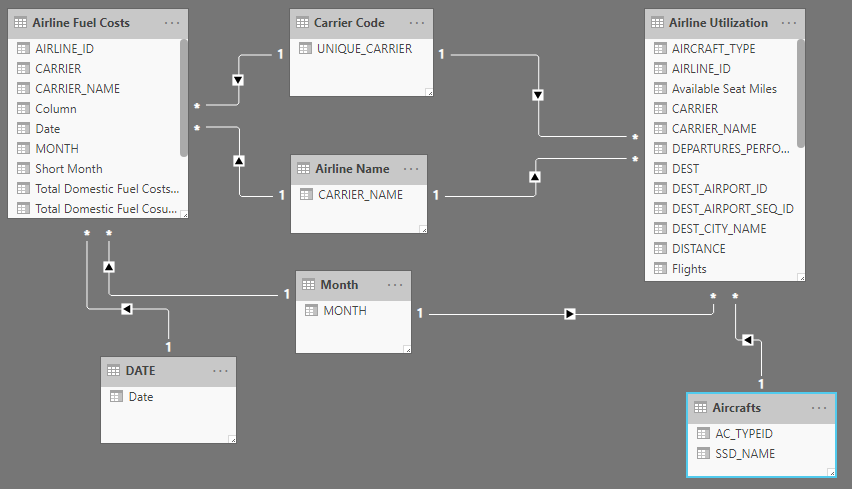 Airline Fuel Costs ...
AIRLINE_ID
CARRIER
CARRIER_NAME
Column
Date
MONTH
Short Month
Total Domestic Fuel Costs...
Total Domestic Fuel Cosu...
Carrier Code ...
UNIQUE_CARRIER
Airline Utilization ...
AIRCRAFT_TYPE
AIRLINE_ID
Available Seat Miles
CARRIER
CARRIER_NAME
DEPARTURES_PERFO...
DEST
DEST_AIRPORT_ID
DEST_AIRPORT_SEQ_ID
DEST_CITY_NAME
DISTANCE
Flights
1
1
*
*
*
*
Airline Name ...
CARRIER_NAME
1
1
*
*
Month ...
MONTH
1
1
*
*
DATE ...
Date
1
1
Aircrafts ...
AC_TYPEID
SSD_NAME